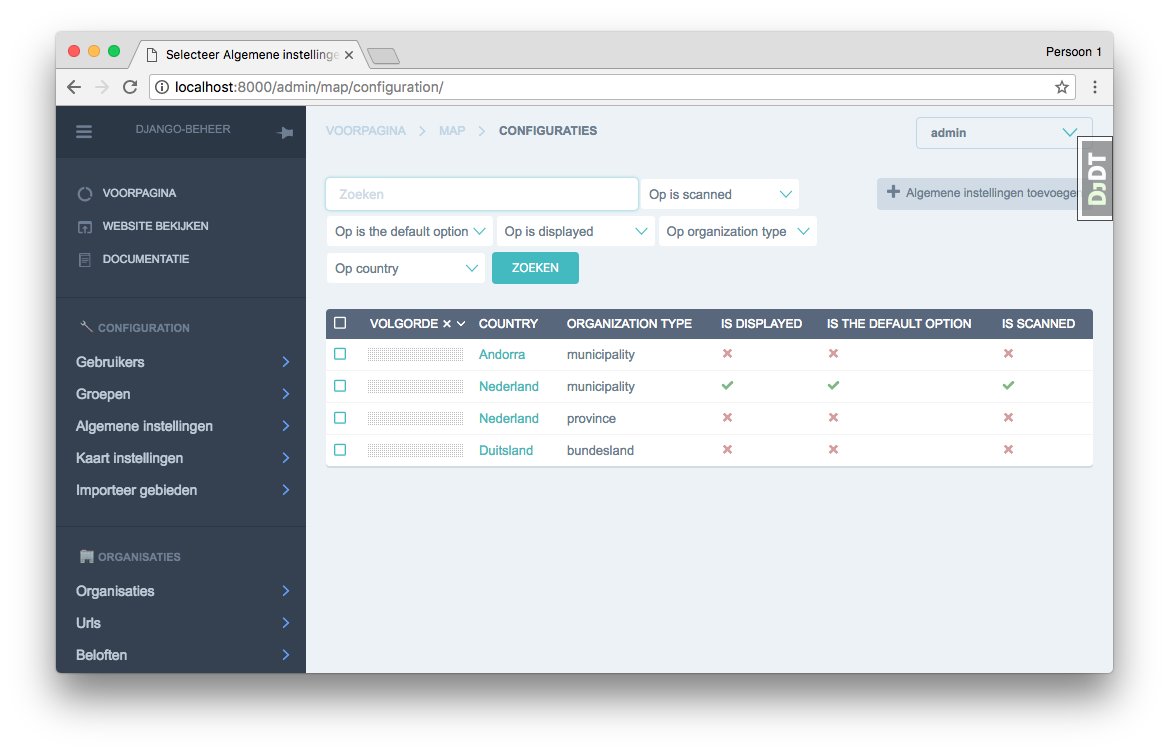 Selecteer Algemene instellinge
Persoon 1
localhost:8000/admin/map/configuration/
DJANGO-BEHEER
VOORPAGINA
WEBSITE BEKIJKEN
DOCUMENTATIE
CONFIGURATION
Gebruikers
Groepen
Algemene instellingen
Kaart instellingen
Importeer gebieden
ORGANISATIES
Organisaties
Urls
Beloften
VOORPAGINA MAP CONFIGURATIES
admin
DjDT
Zoeken Op is scanned
Algemene instellingen toevoegen
Op is the default option Op is displayed Op organization type
Op country ZOEKEN
VOLGORDE COUNTRY ORGANIZATION TYPE IS DISPLAYED IS THE DEFAULT OPTION IS SCANNED
Andorra municipality
Nederland municipality
Nederland province
Duitsland bundesland